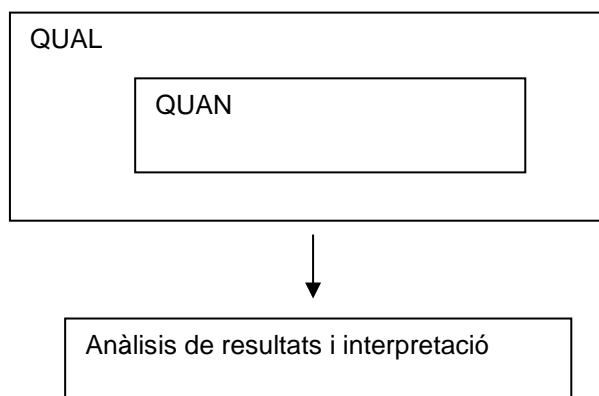 QUAL
QUAN
Anàlisis de resultats i interpretació